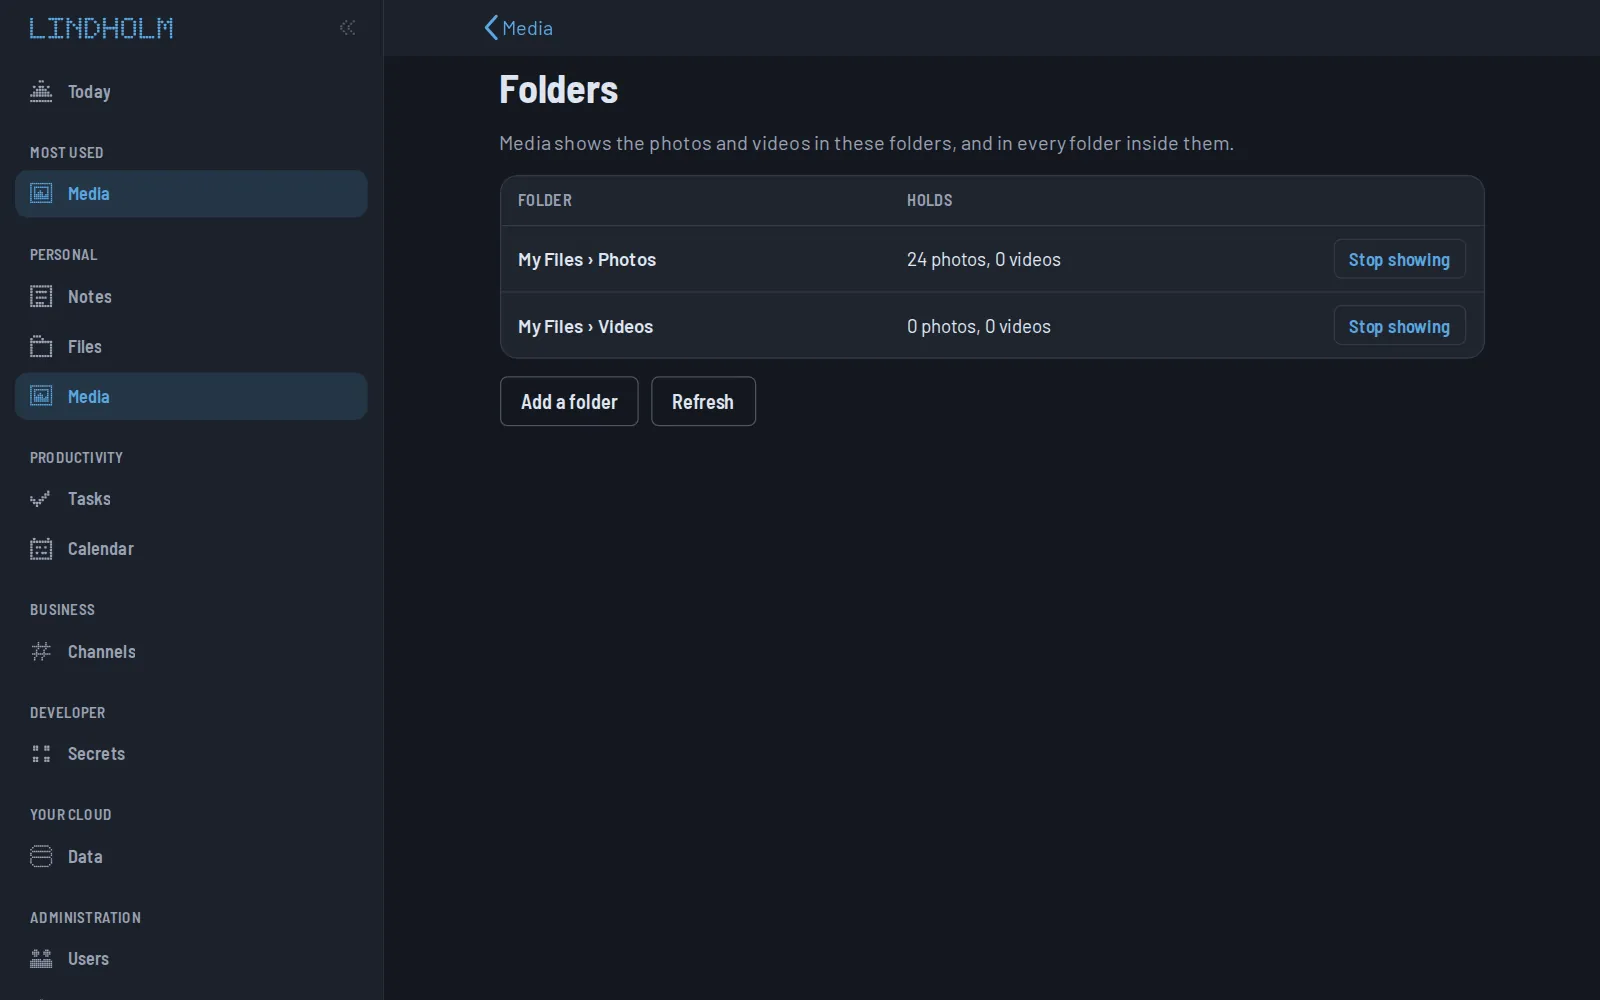 LINDHOLM
Media
Today
MOST USED
Media
PERSONAL
Notes
Files
Media
PRODUCTIVITY
Tasks
Calendar
BUSINESS
Channels
DEVELOPER
Secrets
YOUR CLOUD
Data
ADMINISTRATION
Users
Folders
Media shows the photos and videos in these folders, and in every folder inside them.
FOLDER HOLDS
My Files › Photos 24 photos, 0 videos Stop showing
My Files › Videos 0 photos, 0 videos Stop showing
Add a folder Refresh